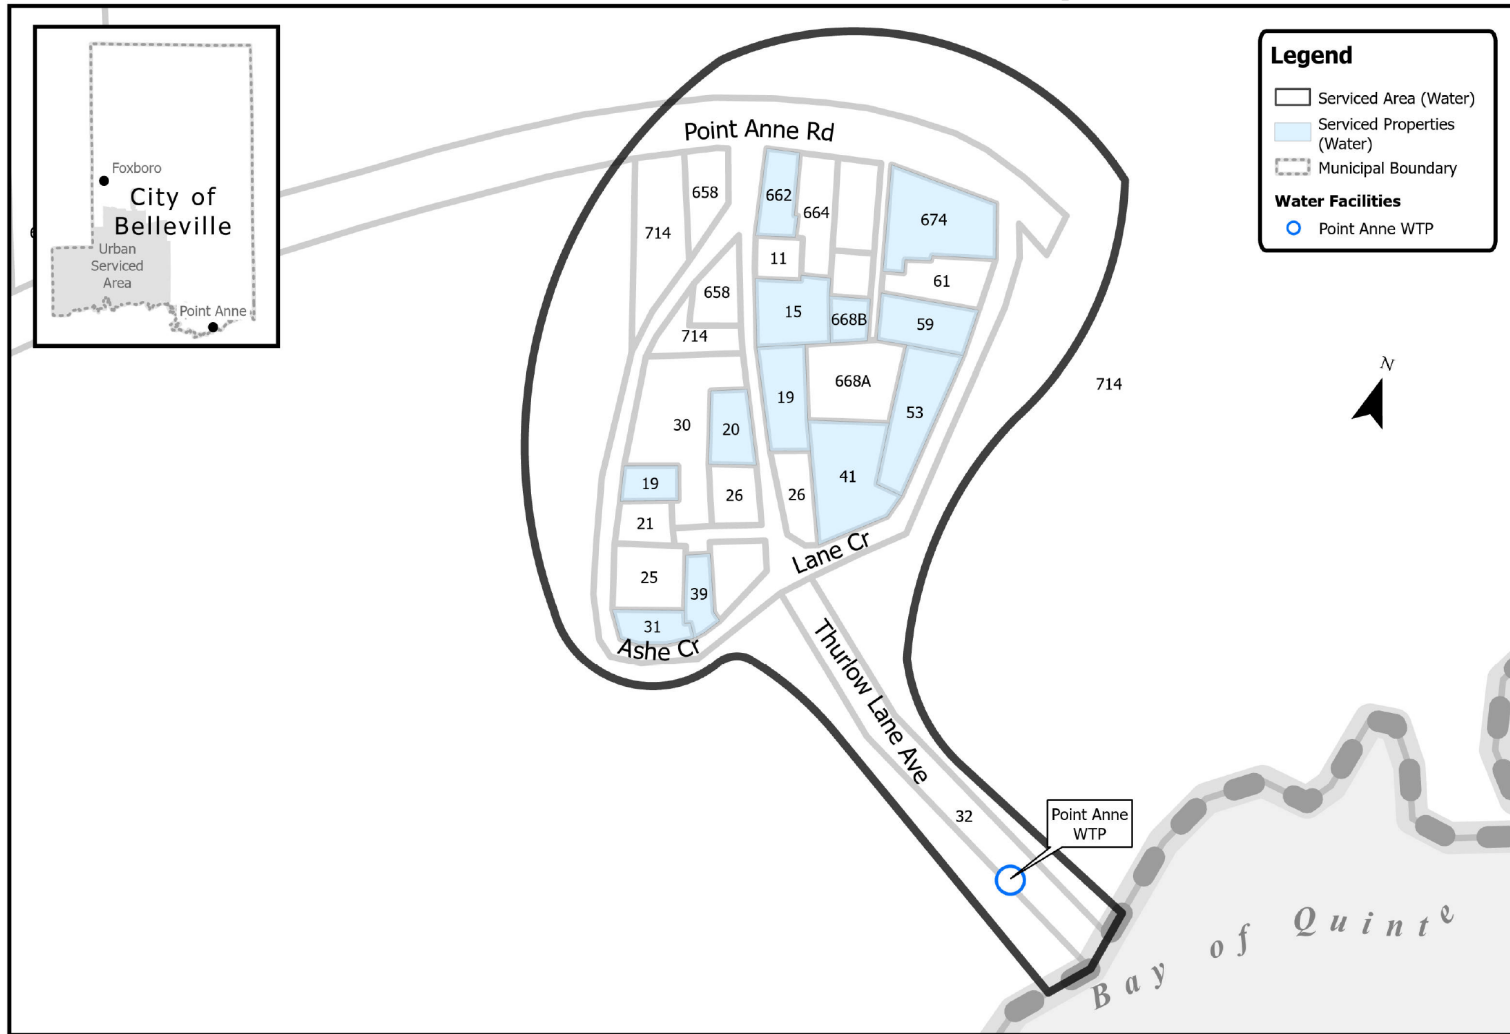 Foxboro
City of
Belleville
Urban
Serviced
Area
Point Anne
Legend
Serviced Area (Water)
Serviced Properties
(Water)
Municipal Boundary
Water Facilities
Point Anne WTP
Point Anne Rd
658
714
662
664
674
11
61
658
15
668B
59
714
668A
714
19
53
30
20
41
19
26
26
21
25
39
31
Lane Cr
Ashe Cr
Thurlow Lane Ave
32
Point Anne
WTP
N
Bay of Quinte